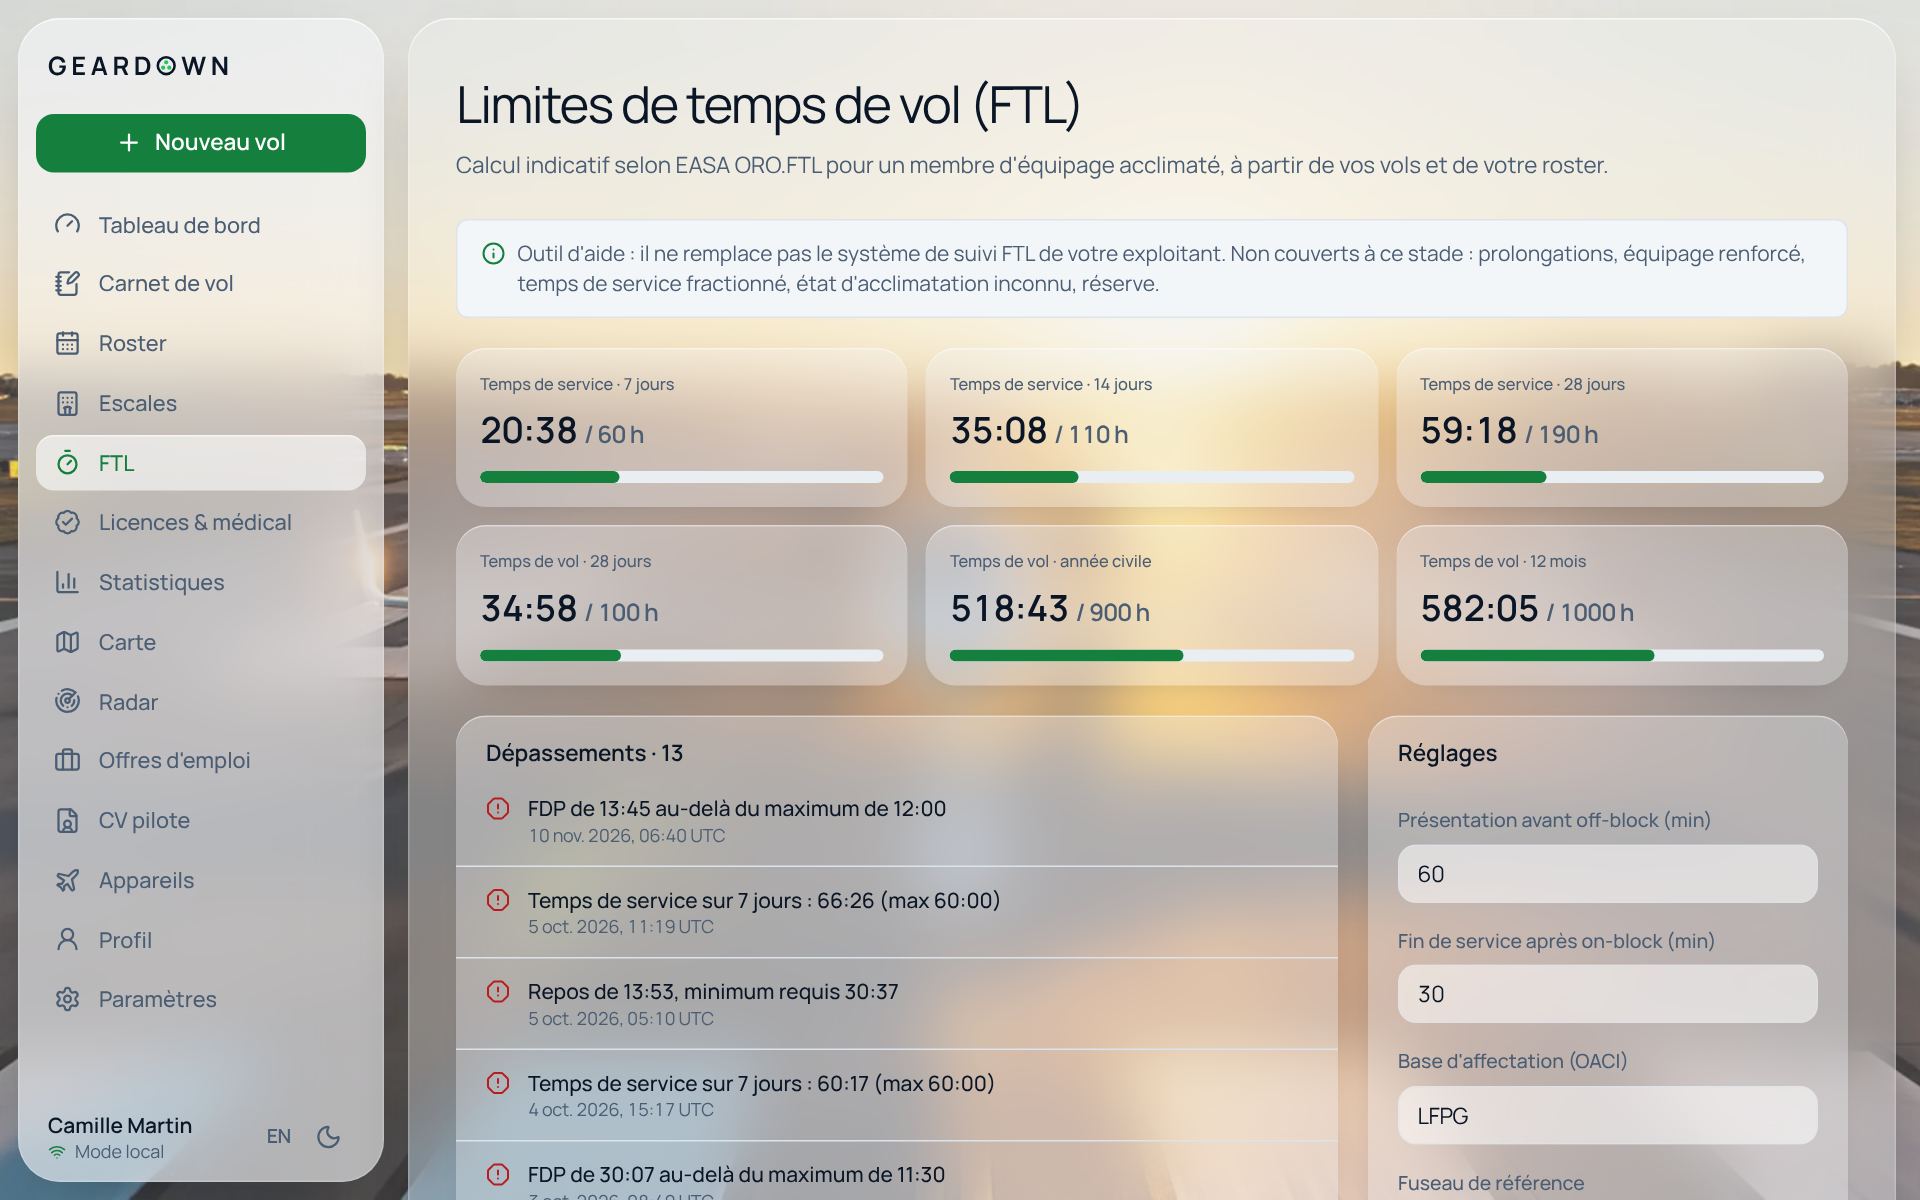 GEARDOWN
Nouveau vol
Tableau de bord
Carnet de vol
Roster
Escales
FTL
Licences & médical
Statistiques
Carte
Radar
Offres d'emploi
CV pilote
Appareils
Profil
Paramètres
Camille Martin
Mode local
EN
Limites de temps de vol (FTL)
Calcul indicatif selon EASA ORO.FTL pour un membre d'équipage acclimaté, à partir de vos vols et de votre roster.
Outil d'aide : il ne remplace pas le système de suivi FTL de votre exploitant. Non couverts à ce stade : prolongations, équipage renforcé,
temps de service fractionné, état d'acclimatation inconnu, réserve.
Temps de service · 7 jours
20:38 / 60 h
Temps de service · 14 jours
35:08 / 110 h
Temps de service · 28 jours
59:18 / 190 h
Temps de vol · 28 jours
34:58 / 100 h
Temps de vol · année civile
518:43 / 900 h
Temps de vol · 12 mois
582:05 / 1000 h
Dépassements · 13
FDP de 13:45 au-delà du maximum de 12:00
10 nov. 2026, 06:40 UTC
Temps de service sur 7 jours : 66:26 (max 60:00)
5 oct. 2026, 11:19 UTC
Repos de 13:53, minimum requis 30:37
5 oct. 2026, 05:10 UTC
Temps de service sur 7 jours : 60:17 (max 60:00)
4 oct. 2026, 15:17 UTC
FDP de 30:07 au-delà du maximum de 11:30
Réglages
Présentation avant off-block (min)
60
Fin de service après on-block (min)
30
Base d'affectation (OACI)
LFPG
Fuseau de référence